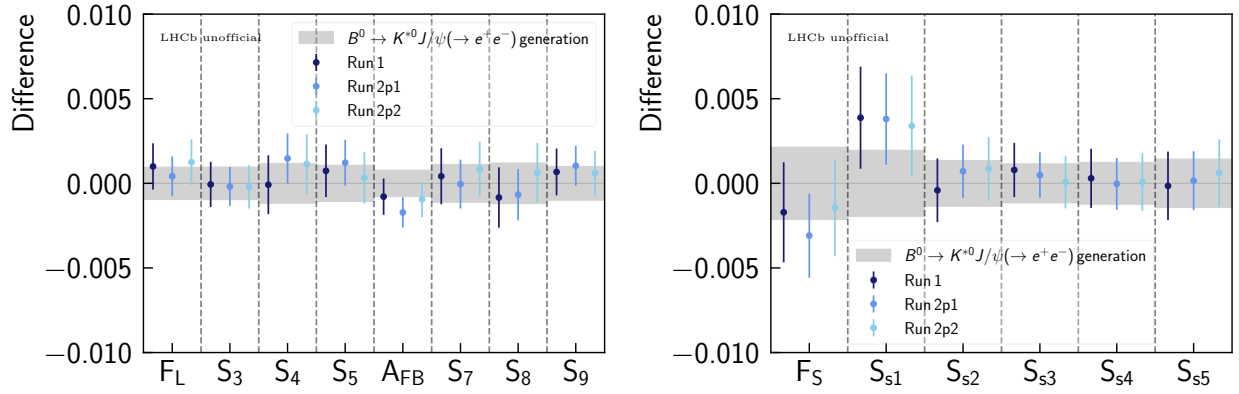 Difference
0.010
0.005
0.000
−0.005
−0.010
LHCb unofficial
B⁰ → K*⁰ J/ψ(→ e⁺e⁻) generation
Run 1
Run 2p1
Run 2p2
F_L S_3 S_4 S_5 A_FB S_7 S_8 S_9
Difference
0.010
0.005
0.000
−0.005
−0.010
LHCb unofficial
B⁰ → K*⁰ J/ψ(→ e⁺e⁻) generation
Run 1
Run 2p1
Run 2p2
F_S S_s1 S_s2 S_s3 S_s4 S_s5